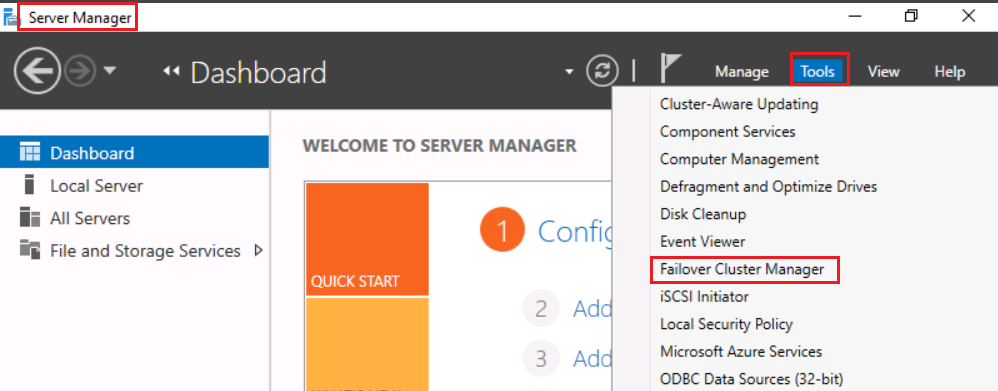 Server Manager
Dashboard
Manage Tools View Help
Dashboard
Local Server
All Servers
File and Storage Services
WELCOME TO SERVER MANAGER
QUICK START
1 Config
2 Add
3 Add
Cluster-Aware Updating
Component Services
Computer Management
Defragment and Optimize Drives
Disk Cleanup
Event Viewer
Failover Cluster Manager
iSCSI Initiator
Local Security Policy
Microsoft Azure Services
ODBC Data Sources (32-bit)